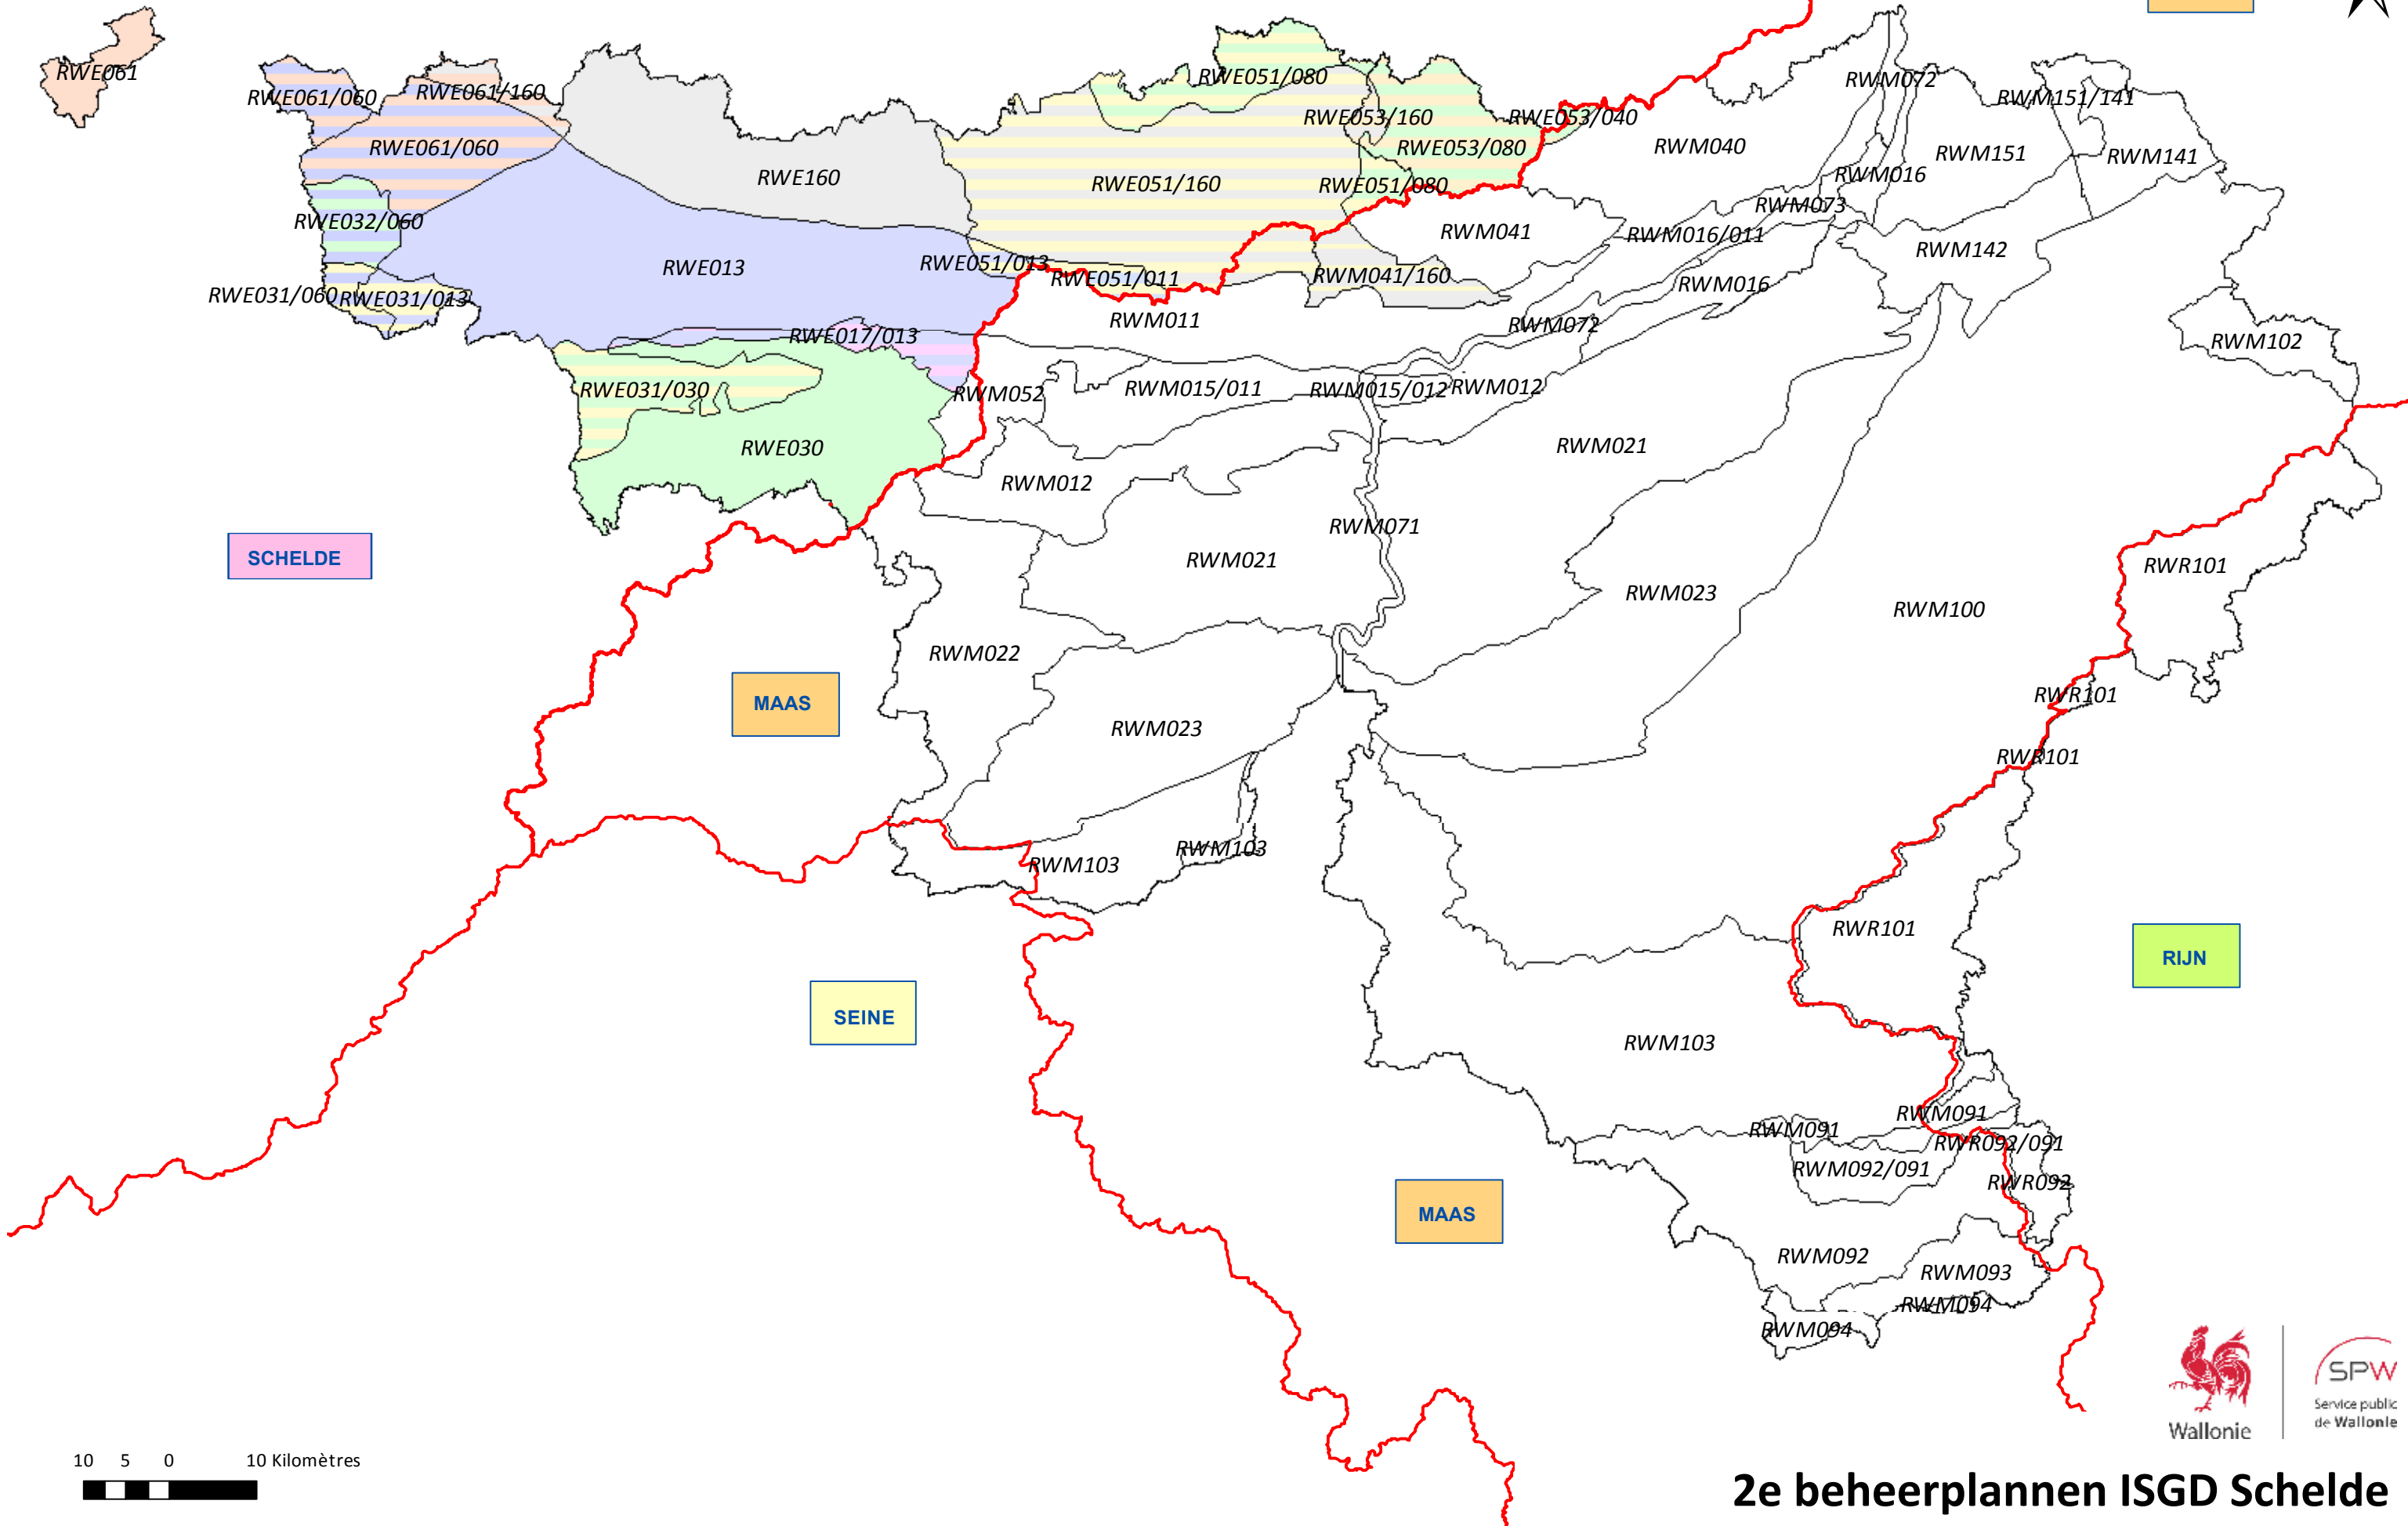 RWE061
RWE061/060
RWE061/160
RWE051/080
RWM072
RWM151/141
RWE053/160
RWE053/040
RWE061/060
RWE053/080
RWM040
RWM151
RWM141
RWE160
RWE051/160
RWE051/080
RWM016
RWM073
RWE032/060
RWM041
RWM016/011
RWM142
RWE013
RWE051/013
RWE051/011
RWM041/160
RWM016
RWE031/060
RWE031/013
RWM011
RWM072
RWE017/013
RWM102
RWE031/030
RWM052
RWM015/011
RWM015/012
RWM012
RWE030
RWM021
RWM012
RWM071
SCHELDE
RWM021
RWR101
RWM023
RWM100
RWM022
MAAS
RWR101
RWM023
RWR101
RWM103
RWM103
RWR101
RIJN
SEINE
RWM103
RWM091
RWM091
RWR092/091
RWM092/091
RWR092
MAAS
RWM092
RWM093
RWM094
RWM094
Wallonie
SPW
Service public
de Wallonie
10 5 0 10 Kilomètres
2e beheerplannen ISGD Schelde